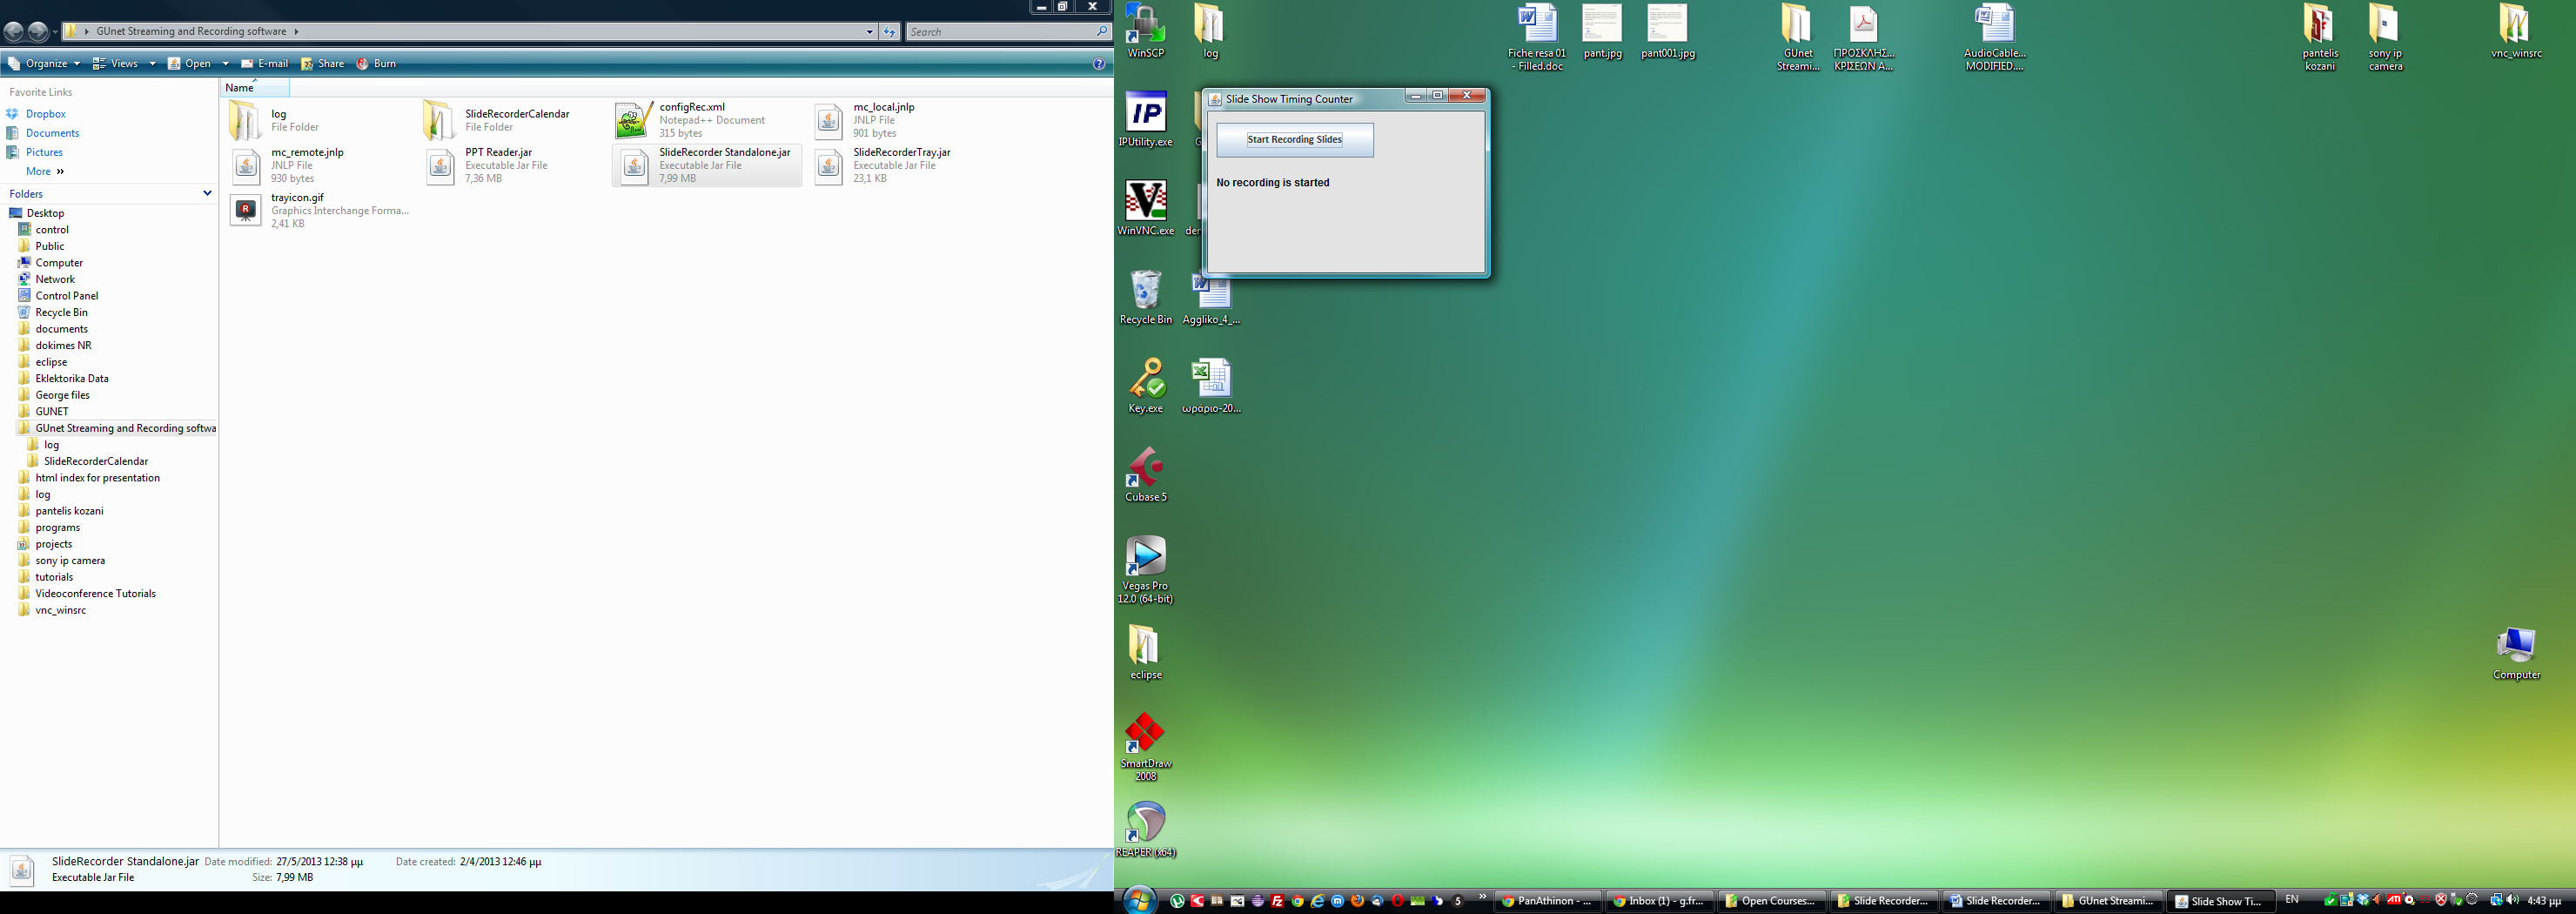 GUnet Streaming and Recording software
Search
Organize
Views
Open
E-mail
Share
Burn
Favorite Links
Dropbox
Documents
Pictures
More »
Folders
Desktop
control
Public
Computer
Network
Control Panel
Recycle Bin
documents
dokimes NR
eclipse
Eklektorika Data
George files
GUNET
GUnet Streaming and Recording softwa
log
SlideRecorderCalendar
html index for presentation
log
pantelis kozani
programs
projects
sony ip camera
tutorials
Videoconference Tutorials
vnc_winsrc
Name
log
File Folder
SlideRecorderCalendar
File Folder
configRec.xml
Notepad++ Document
315 bytes
mc_local.jnlp
JNLP File
901 bytes
mc_remote.jnlp
JNLP File
930 bytes
PPT Reader.jar
Executable Jar File
7,36 MB
SlideRecorder Standalone.jar
Executable Jar File
7,99 MB
SlideRecorderTray.jar
Executable Jar File
23,1 KB
R
trayicon.gif
Graphics Interchange Forma...
2,41 KB
SlideRecorder Standalone.jar Date modified: 27/5/2013 12:38 μμ Date created: 2/4/2013 12:46 μμ
Executable Jar File Size: 7,99 MB
WinSCP
log
Fiche resa 01
- Filled.doc
pant.jpg
pant001.jpg
GUnet
Streami...
ΠΡΟΣΚΛΗΣ...
ΚΡΙΣΕΩΝ Α...
AudioCable...
MODIFIED....
pantelis
kozani
sony ip
camera
vnc_winsrc
Slide Show Timing Counter
Start Recording Slides
No recording is started
IP
IPUtility.exe
WinVNC.exe
Recycle Bin
Aggliko_4_...
Key.exe
ωράριο-20...
Cubase 5
Vegas Pro
12.0 (64-bit)
eclipse
SmartDraw
2008
REAPER (x64)
Computer
PanAthinon - ...
Inbox (1) - g.fr...
Open Courses...
Slide Recorder...
Slide Recorder...
GUnet Streami...
Slide Show Ti...
EN
4:43 μμ